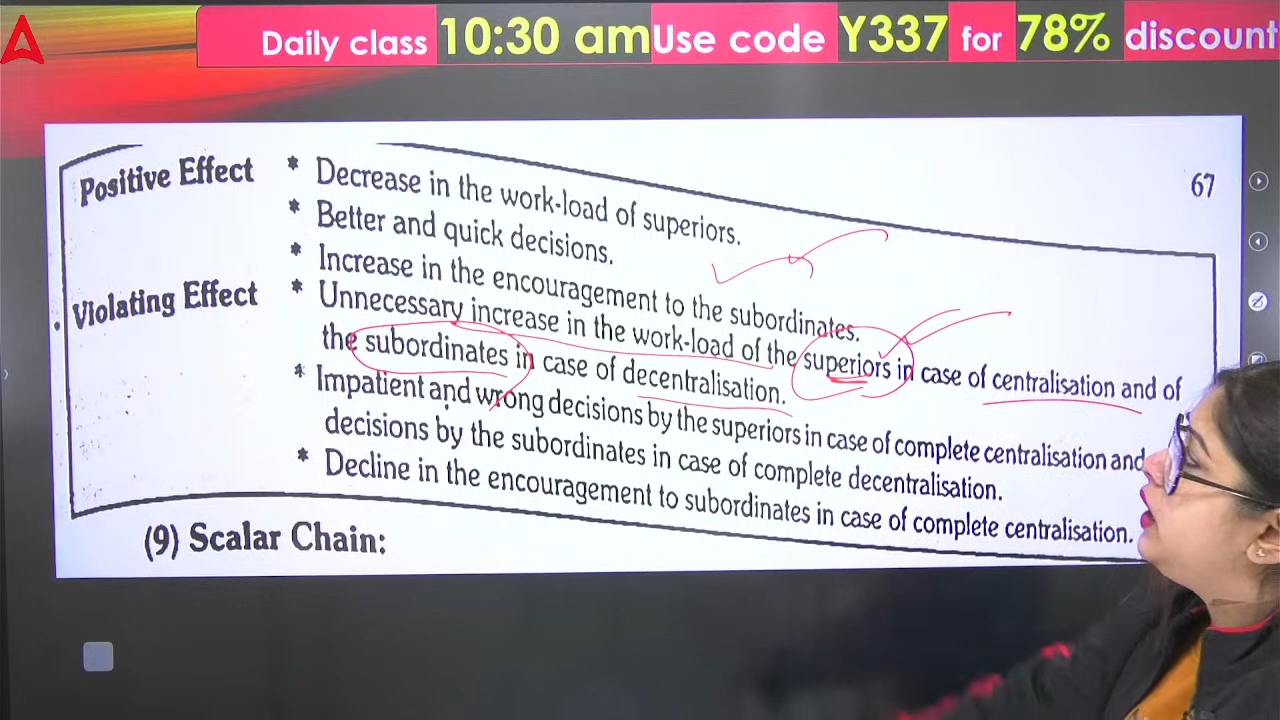 Daily class 10:30 am Use code Y337 for 78% discount
67
Positive Effect * Decrease in the work-load of superiors.
* Better and quick decisions.
* Increase in the encouragement to the subordinates.
Violating Effect * Unnecessary increase in the work-load of the superiors in case of centralisation and of
the subordinates in case of decentralisation.
* Impatient and wrong decisions by the superiors in case of complete centralisation and
decisions by the subordinates in case of complete decentralisation.
* Decline in the encouragement to subordinates in case of complete centralisation.
(9) Scalar Chain: